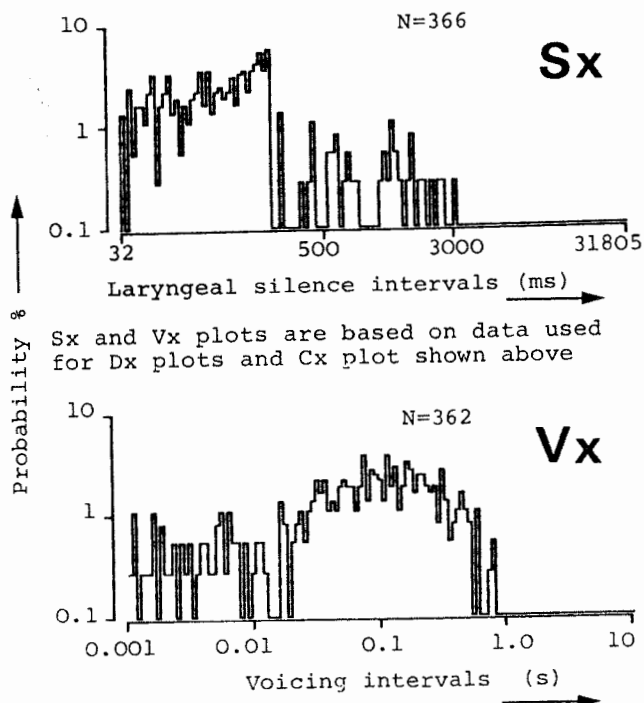 N=366
Sx
10
1
0.1
32
500
3000
31805
Laryngeal silence intervals (ms)
Probability %
Sx and Vx plots are based on data used
for Dx plots and Cx plot shown above
N=362
Vx
10
1
0.1
0.001
0.01
0.1
1.0
10
Voicing intervals (s)